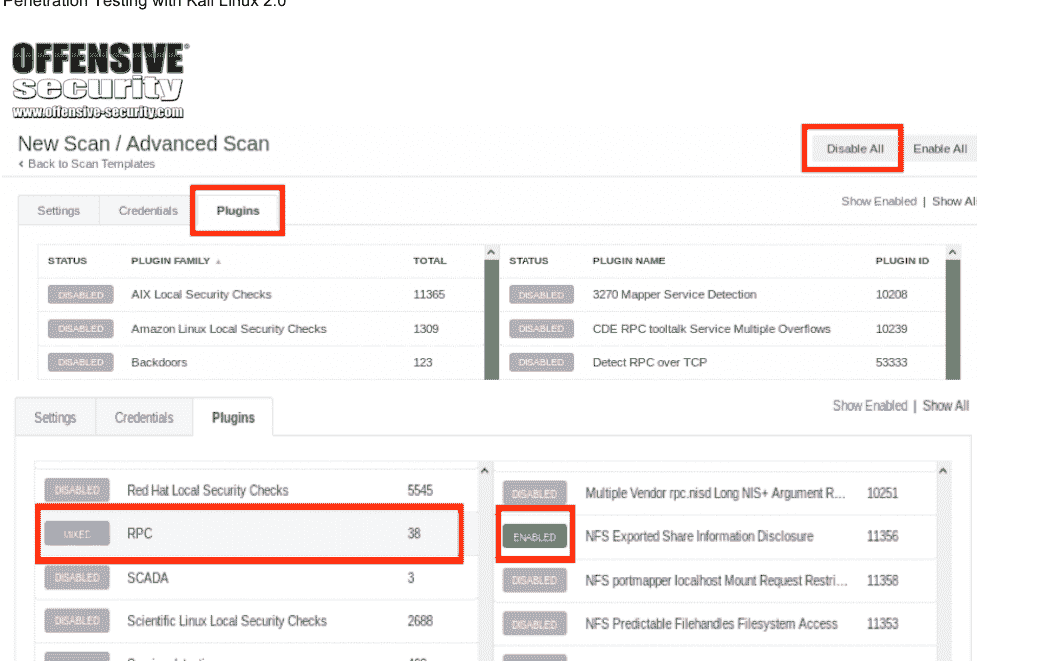 Penetration Testing with Kali Linux 2.0
OFFENSIVE
security
www.offensive-security.com
New Scan / Advanced Scan
Disable All
Enable All
Back to Scan Templates
Settings
Credentials
Plugins
Show Enabled | Show All
STATUS PLUGIN FAMILY TOTAL STATUS PLUGIN NAME PLUGIN ID
DISABLED AIX Local Security Checks 11365 DISABLED 3270 Mapper Service Detection 10208
DISABLED Amazon Linux Local Security Checks 1309 DISABLED CDE RPC tooltalk Service Multiple Overflows 10239
DISABLED Backdoors 123 DISABLED Detect RPC over TCP 53333
Settings
Credentials
Plugins
Show Enabled | Show All
DISABLED Red Hat Local Security Checks 5545 DISABLED Multiple Vendor rpc.nisd Long NIS+ Argument R... 10251
MIXED RPC 38 ENABLED NFS Exported Share Information Disclosure 11356
DISABLED SCADA 3 DISABLED NFS portmapper localhost Mount Request Restri... 11358
DISABLED Scientific Linux Local Security Checks 2688 DISABLED NFS Predictable Filehandles Filesystem Access 11353